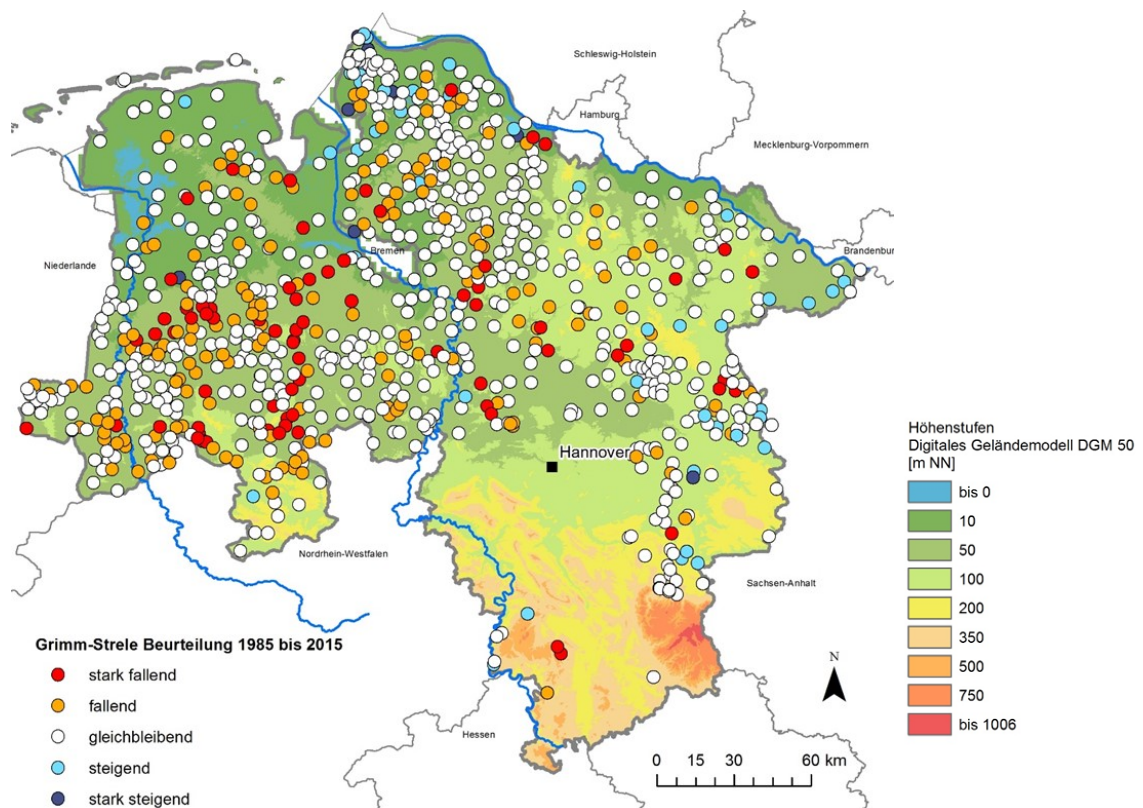 Schleswig-Holstein
Hamburg
Mecklenburg-Vorpommern
Brandenburg
Niederlande
Bremen
Hannover
Nordrhein-Westfalen
Sachsen-Anhalt
Hessen
Grimm-Strele Beurteilung 1985 bis 2015
stark fallend
fallend
gleichbleibend
steigend
stark steigend
N
0 15 30 60 km
Höhenstufen
Digitales Geländemodell DGM 50
[m NN]
bis 0
10
50
100
200
350
500
750
bis 1006